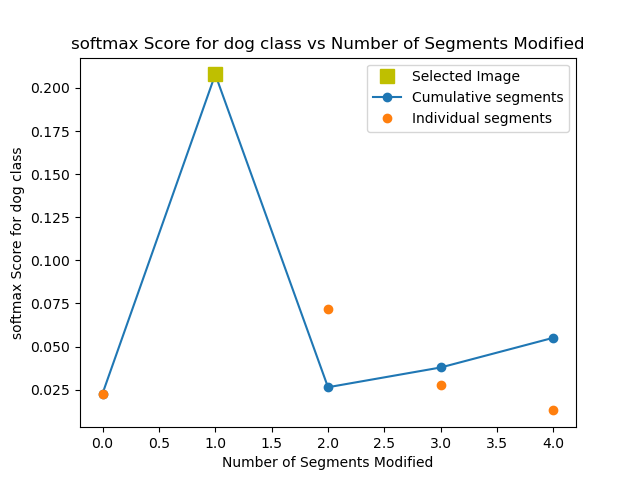 softmax Score for dog class vs Number of Segments Modified
Selected Image
Cumulative segments
Individual segments
softmax Score for dog class
0.200
0.175
0.150
0.125
0.100
0.075
0.050
0.025
0.0 0.5 1.0 1.5 2.0 2.5 3.0 3.5 4.0
Number of Segments Modified